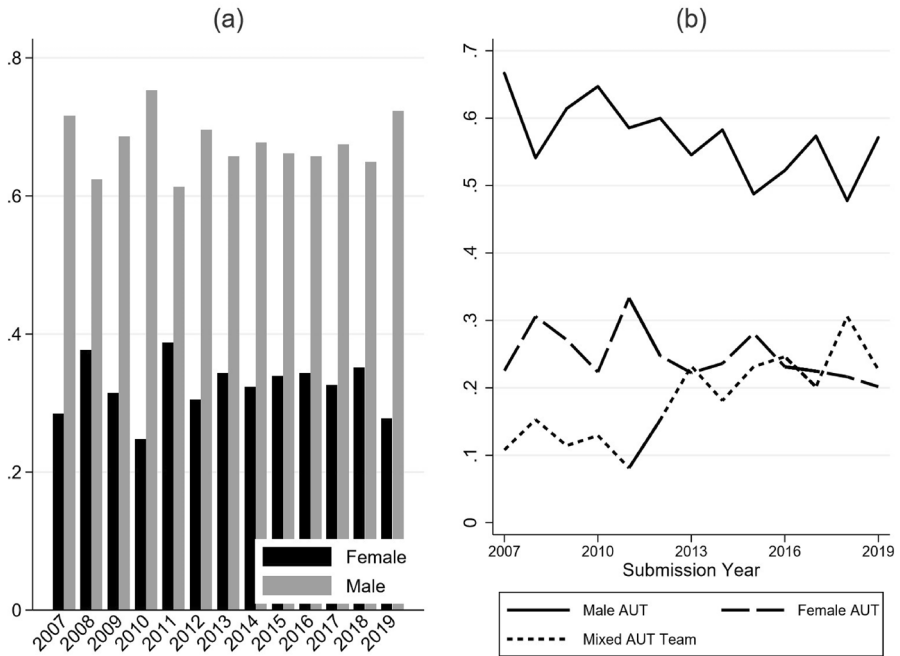 (a)
.8
.6
.4
.2
0
Female
Male
2007 2008 2009 2010 2011 2012 2013 2014 2015 2016 2017 2018 2019
(b)
.7
.6
.5
.4
.3
.2
.1
0
2007 2010 2013 2016 2019
Submission Year
Male AUT Female AUT
Mixed AUT Team